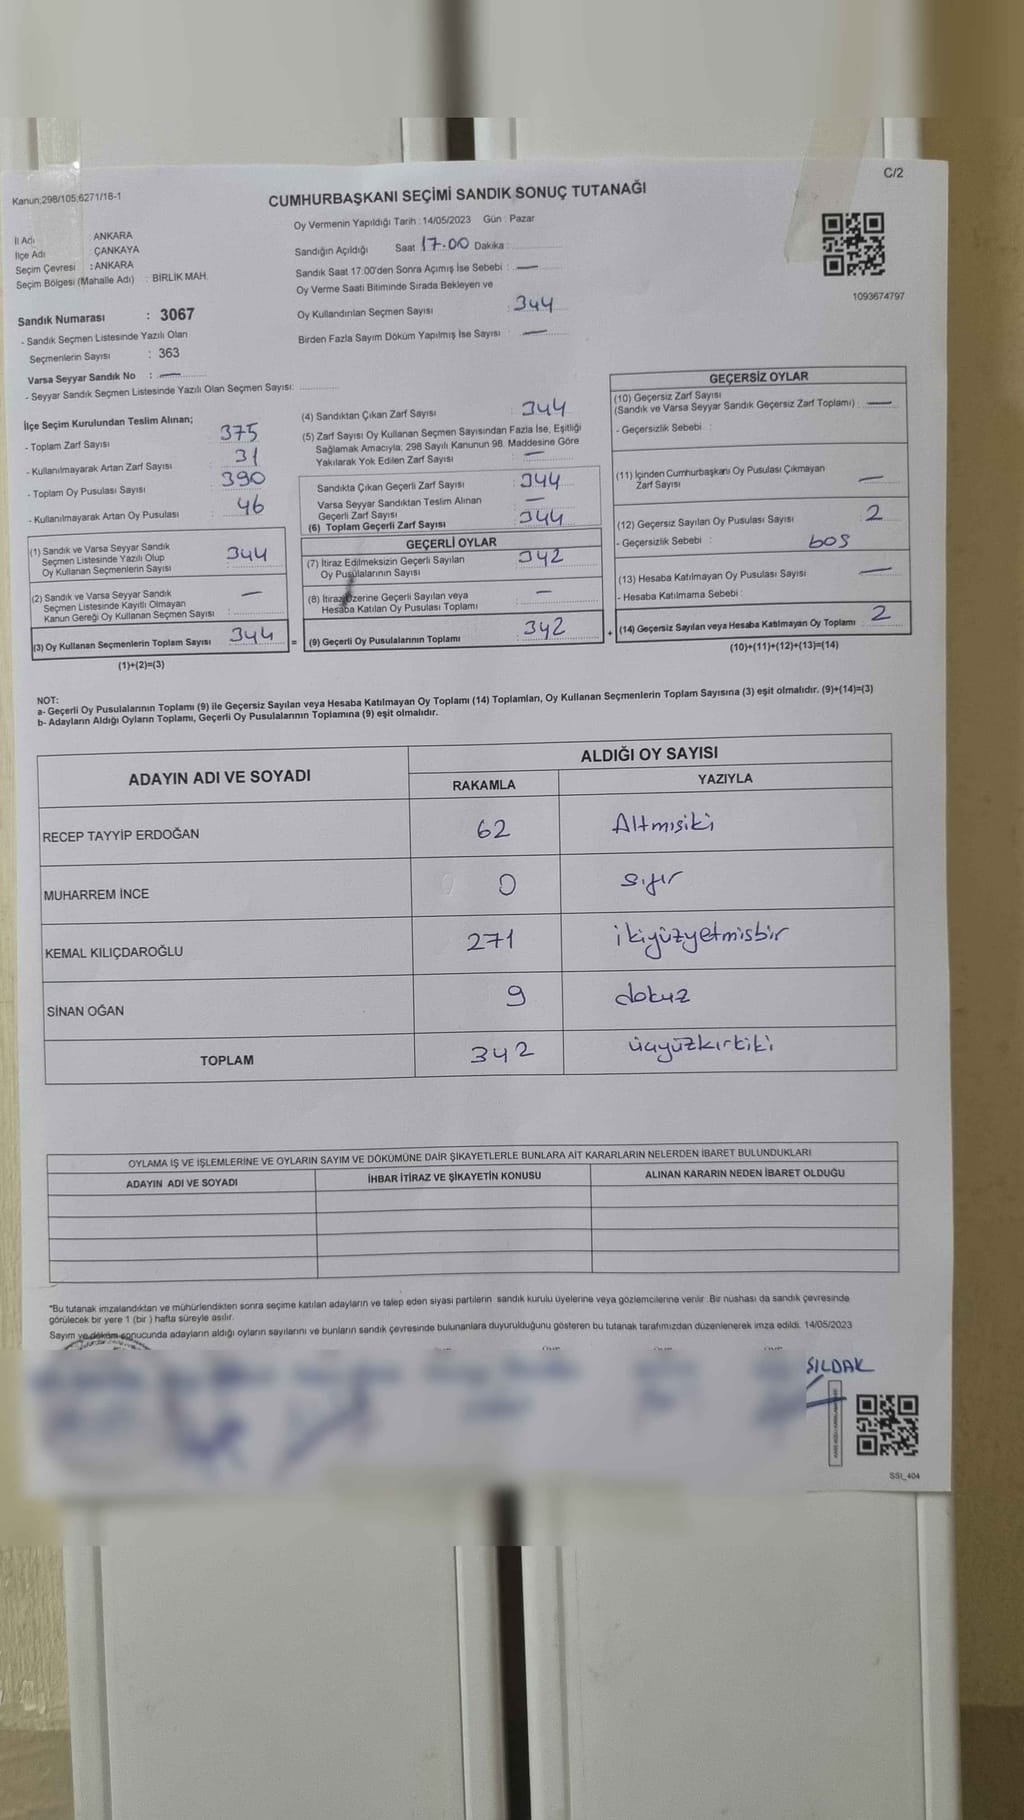 C/2
Kanun;298/105;6271/16-1
CUMHURBAŞKANI SEÇİMİ SANDIK SONUÇ TUTANAĞI
Oy Vermenin Yapıldığı Tarih : 14/05/2023 Gün : Pazar
İl Adı ANKARA
İlçe Adı : ÇANKAYA
Seçim Çevresi : ANKARA
Seçim Bölgesi (Mahalle Adı) : BİRLİK MAH.
Sandığın Açıldığı Saat 17.00 Dakika :
Sandık Saat 17.00'den Sonra Açımış İse Sebebi : —
Oy Verme Saati Bitiminde Sırada Bekleyen ve
Oy Kullandırılan Seçmen Sayısı : 344
Birden Fazla Sayım Döküm Yapılmış İse Sayısı : —
1093674797
Sandık Numarası : 3067
- Sandık Seçmen Listesinde Yazılı Olan
Seçmenlerin Sayısı : 363
Varsa Seyyar Sandık No : —
- Seyyar Sandık Seçmen Listesinde Yazılı Olan Seçmen Sayısı:
İlçe Seçim Kurulundan Teslim Alınan;
- Toplam Zarf Sayısı 375
- Kullanılmayarak Artan Zarf Sayısı 31
- Toplam Oy Pusulası Sayısı 390
- Kullanılmayarak Artan Oy Pusulası 46
(1) Sandık ve Varsa Seyyar Sandık
Seçmen Listesinde Yazılı Olup
Oy Kullanan Seçmenlerin Sayısı 344
(2) Sandık ve Varsa Seyyar Sandık
Seçmen Listesinde Kayıtlı Olmayan
Kanun Gereği Oy Kullanan Seçmen Sayısı : —
(3) Oy Kullanan Seçmenlerin Toplam Sayısı 344 =
(1)+(2)=(3)
(4) Sandıktan Çıkan Zarf Sayısı : 344
(5) Zarf Sayısı Oy Kullanan Seçmen Sayısından Fazla İse, Eşitliği
Sağlamak Amacıyla; 298 Sayılı Kanunun 98. Maddesine Göre
Yakılarak Yok Edilen Zarf Sayısı : —
Sandıkta Çıkan Geçerli Zarf Sayısı : 344
Varsa Seyyar Sandıktan Teslim Alınan
Geçerli Zarf Sayısı : —
(6) Toplam Geçerli Zarf Sayısı : 344
GEÇERLİ OYLAR
(7) İtiraz Edilmeksizin Geçerli Sayılan
Oy Pusulalarının Sayısı : 342
(8) İtiraz Üzerine Geçerli Sayılan veya
Hesaba Katılan Oy Pusulası Toplamı : —
(9) Geçerli Oy Pusulalarının Toplamı : 342 +
GEÇERSİZ OYLAR
(10) Geçersiz Zarf Sayısı
(Sandık ve Varsa Seyyar Sandık Geçersiz Zarf Toplamı) : —
- Geçersizlik Sebebi :
(11) İçinden Cumhurbaşkanı Oy Pusulası Çıkmayan
Zarf Sayısı : —
(12) Geçersiz Sayılan Oy Pusulası Sayısı : 2
- Geçersizlik Sebebi : boş
(13) Hesaba Katılmayan Oy Pusulası Sayısı : —
- Hesaba Katılmama Sebebi :
(14) Geçersiz Sayılan veya Hesaba Katılmayan Oy Toplamı : 2
(10)+(11)+(12)+(13)=(14)
NOT:
a- Geçerli Oy Pusulalarının Toplamı (9) ile Geçersiz Sayılan veya Hesaba Katılmayan Oy Toplamı (14) Toplamları, Oy Kullanan Seçmenlerin Toplam Sayısına (3) eşit olmalıdır. (9)+(14)=(3)
b- Adayların Aldığı Oyların Toplamı, Geçerli Oy Pusulalarının Toplamına (9) eşit olmalıdır.
ADAYIN ADI VE SOYADI
ALDIĞI OY SAYISI
RAKAMLA YAZIYLA
RECEP TAYYİP ERDOĞAN 62 Altmışiki
MUHARREM İNCE 0 sıfır
KEMAL KILIÇDAROĞLU 271 ikiyüzyetmişbir
SİNAN OĞAN 9 dokuz
TOPLAM 342 üçyüzkırkiki
OYLAMA İŞ VE İŞLEMLERİNE VE OYLARIN SAYIM VE DÖKÜMÜNE DAİR ŞİKAYETLERLE BUNLARA AİT KARARLARIN NELERDEN İBARET BULUNDUKLARI
ADAYIN ADI VE SOYADI İHBAR İTİRAZ VE ŞİKAYETİN KONUSU ALINAN KARARIN NEDEN İBARET OLDUĞU
"Bu tutanak imzalandıktan ve mühürlendikten sonra seçime katılan adayların ve talep eden siyasi partilerin sandık kurulu üyelerine veya gözlemcilerine verilir. Bir nüshası da sandık çevresinde
görülecek bir yere 1 (bir ) hafta süreyle asılır.
Sayım ve döküm sonucunda adayların aldığı oyların sayılarını ve bunların sandık çevresinde bulunanlara duyurulduğunu gösteren bu tutanak tarafımızdan düzenlenerek imza edildi. 14/05/2023
SSI_404